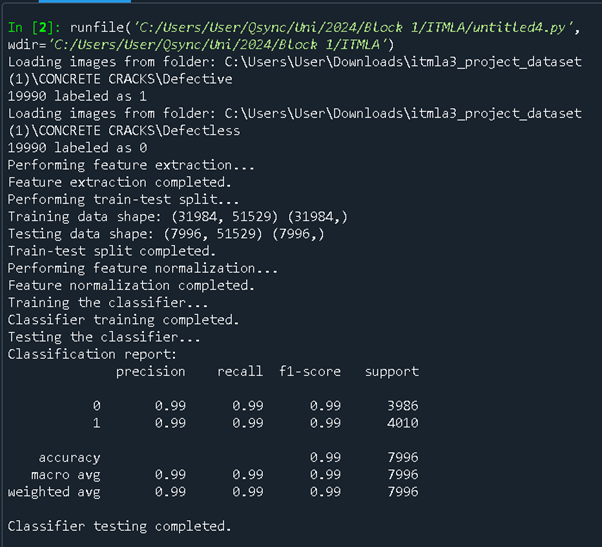 In [2]: runfile('C:/Users/User/Qsync/Uni/2024/Block 1/ITMLA/untitled4.py',
wdir='C:/Users/User/Qsync/Uni/2024/Block 1/ITMLA')
Loading images from folder: C:\Users\User\Downloads\itmla3_project_dataset
(1)\CONCRETE CRACKS\Defective
19990 labeled as 1
Loading images from folder: C:\Users\User\Downloads\itmla3_project_dataset
(1)\CONCRETE CRACKS\Defectless
19990 labeled as 0
Performing feature extraction...
Feature extraction completed.
Performing train-test split...
Training data shape: (31984, 51529) (31984,)
Testing data shape: (7996, 51529) (7996,)
Train-test split completed.
Performing feature normalization...
Feature normalization completed.
Training the classifier...
Classifier training completed.
Testing the classifier...
Classification report:
precision recall f1-score support
0 0.99 0.99 0.99 3986
1 0.99 0.99 0.99 4010
accuracy 0.99 7996
macro avg 0.99 0.99 0.99 7996
weighted avg 0.99 0.99 0.99 7996
Classifier testing completed.